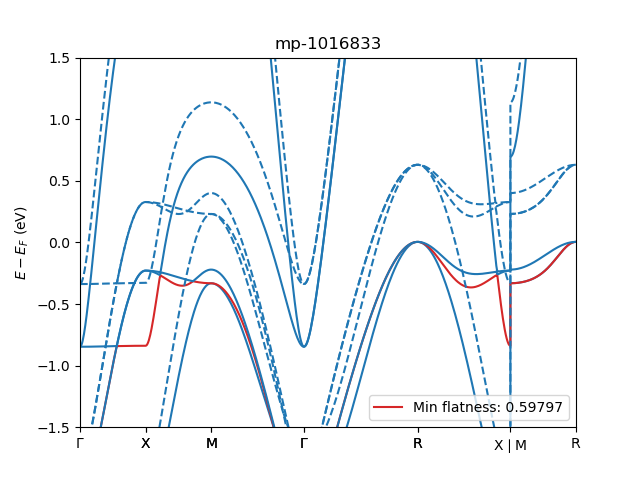 mp-1016833
E − E_F (eV)
1.5
1.0
0.5
0.0
−0.5
−1.0
−1.5
Min flatness: 0.59797
Γ X M Γ R X | M R